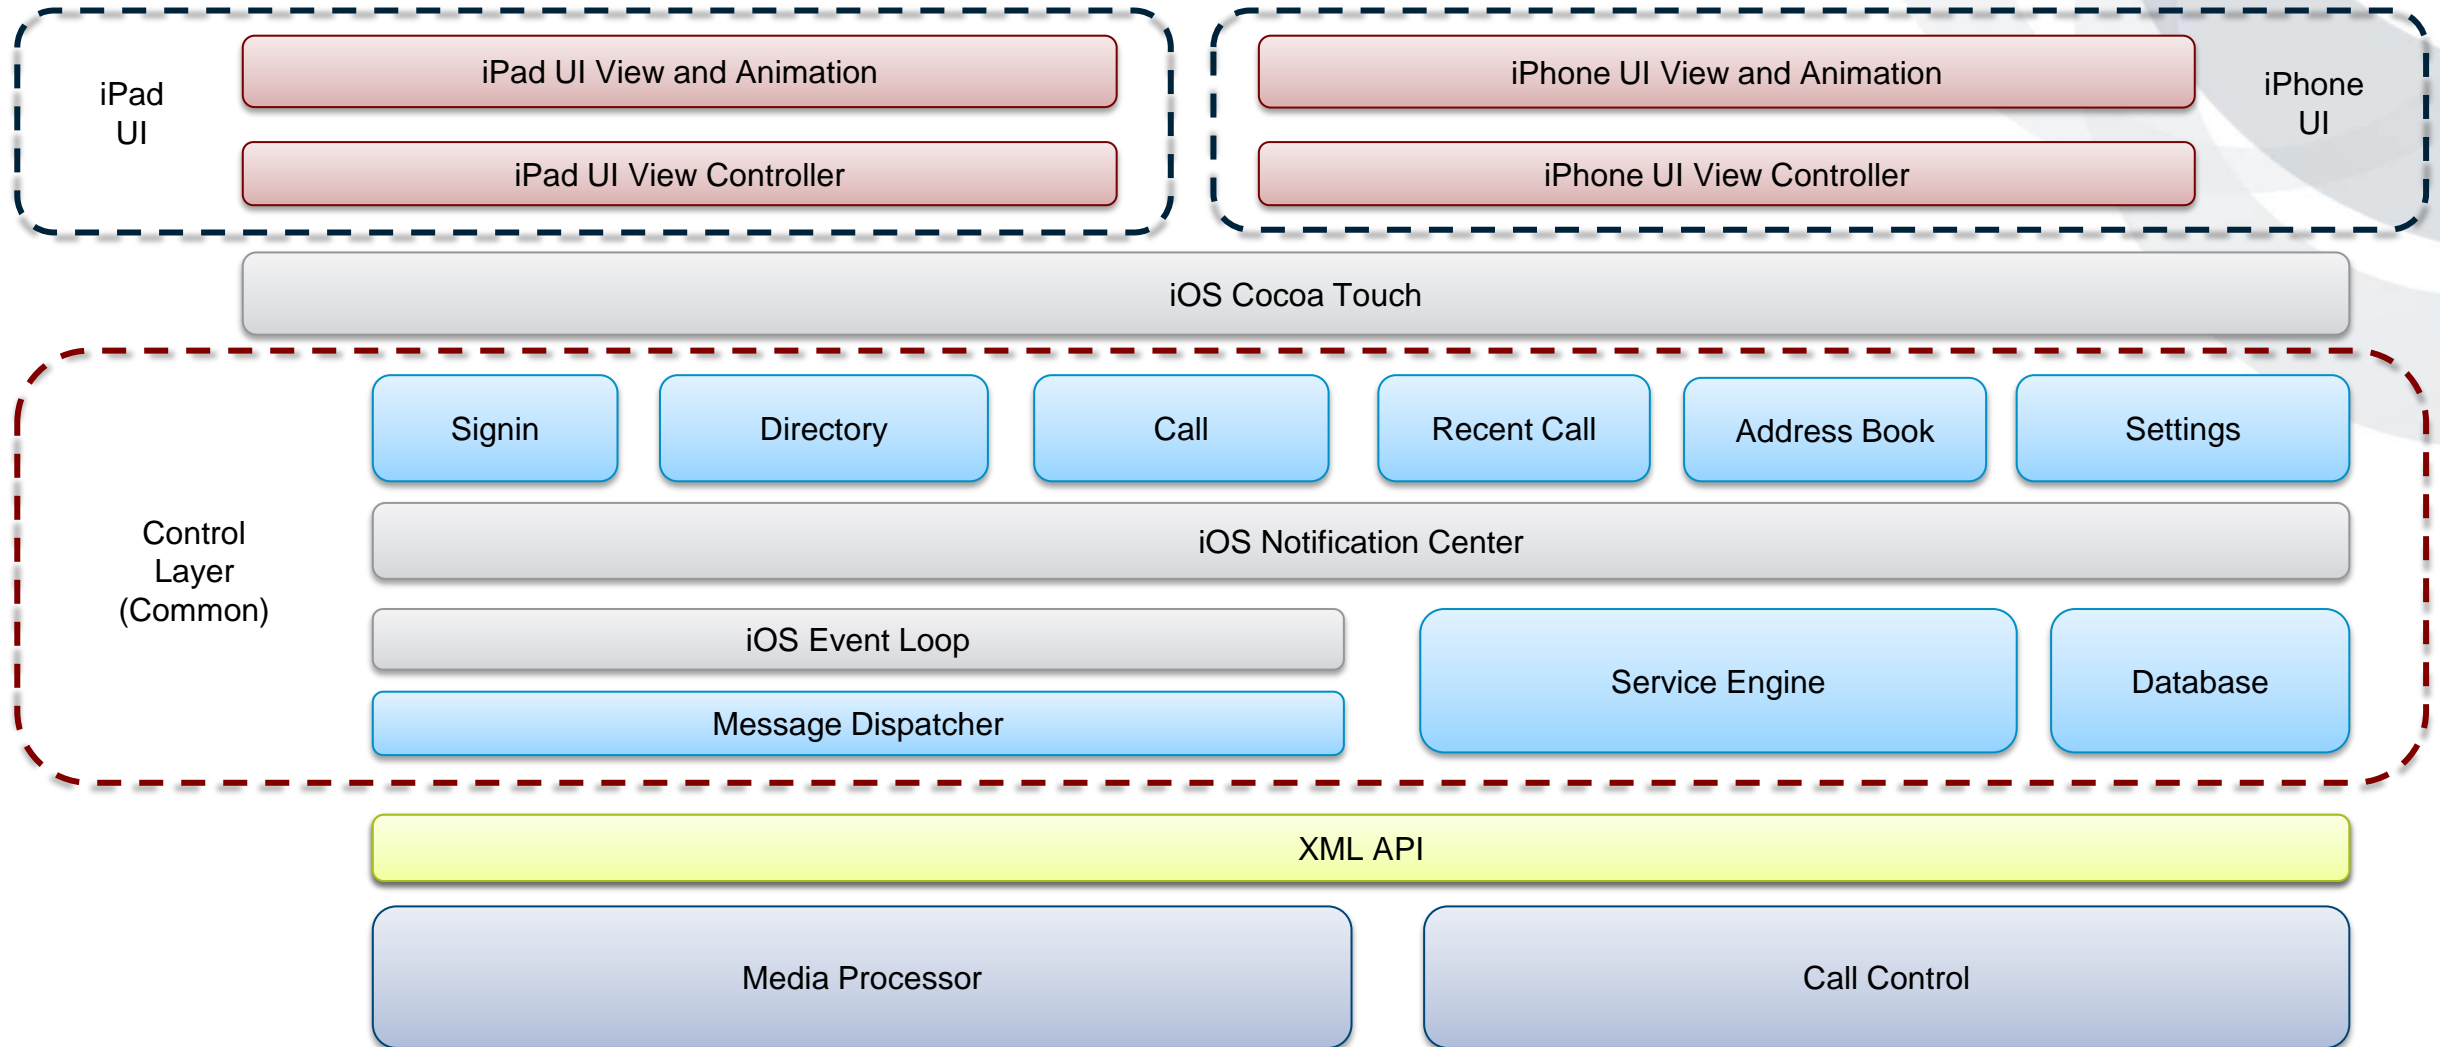 iPad
UI
iPad UI View and Animation
iPad UI View Controller
iPhone UI View and Animation
iPhone UI View Controller
iPhone
UI
iOS Cocoa Touch
Control
Layer
(Common)
Signin
Directory
Call
Recent Call
Address Book
Settings
iOS Notification Center
iOS Event Loop
Message Dispatcher
Service Engine
Database
XML API
Media Processor
Call Control